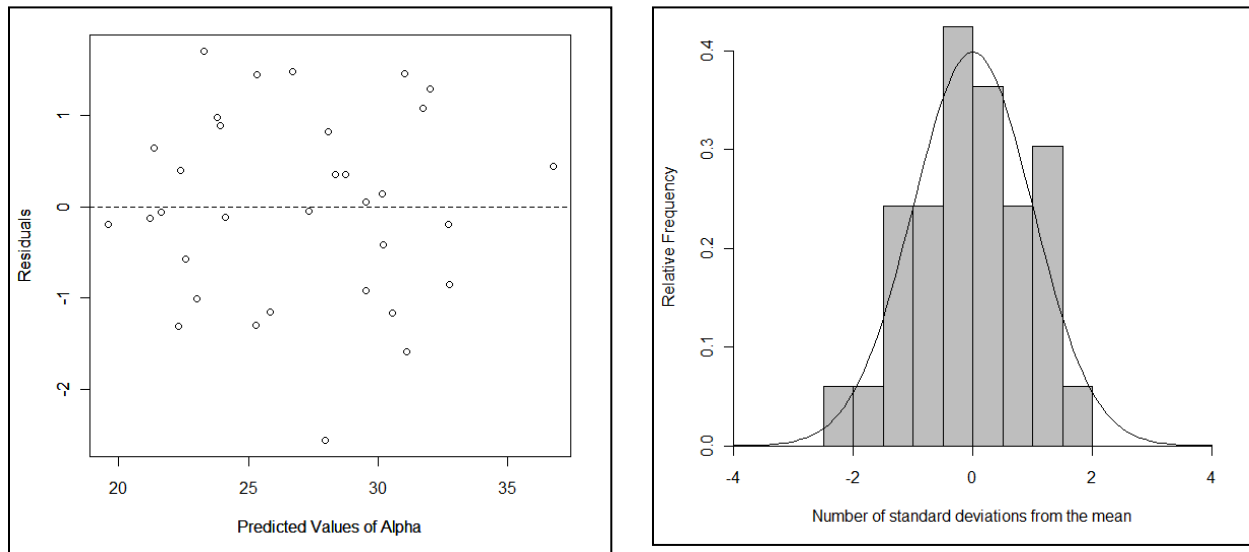 1
0
-1
-2
Residuals
20 25 30 35
Predicted Values of Alpha
0.4
0.3
0.2
0.1
0.0
Relative Frequency
-4 -2 0 2 4
Number of standard deviations from the mean